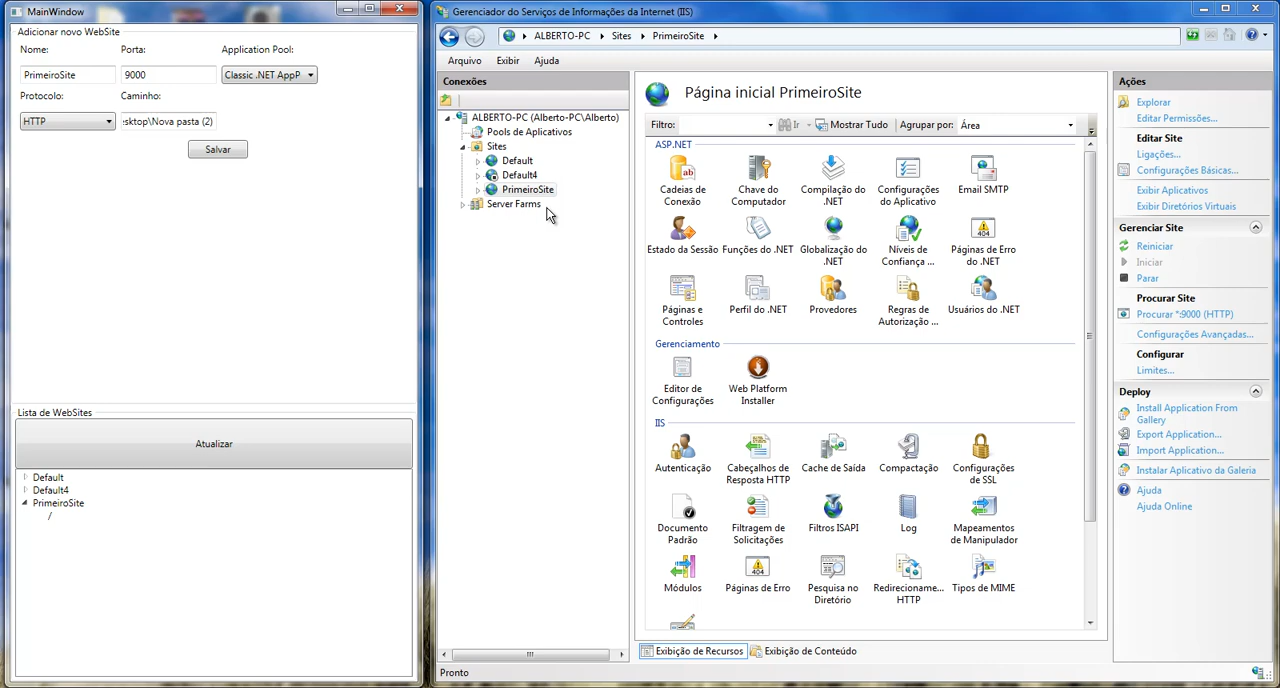 MainWindow
Adicionar novo WebSite
Nome:
Porta:
Application Pool:
PrimeiroSite
9000
Classic .NET AppP
Protocolo:
Caminho:
HTTP
sktop\Nova pasta (2)
Salvar
Lista de WebSites
Atualizar
Default
Default4
PrimeiroSite
/
Gerenciador do Serviços de Informações da Internet (IIS)
ALBERTO-PC
Sites
PrimeiroSite
Arquivo
Exibir
Ajuda
Conexões
ALBERTO-PC (Alberto-PC\Alberto)
Pools de Aplicativos
Sites
Default
Default4
PrimeiroSite
Server Farms
Página inicial PrimeiroSite
Filtro:
Ir
Mostrar Tudo
Agrupar por:
Área
ASP.NET
Cadeias de
Conexão
Chave do
Computador
Compilação do
.NET
Configurações
do Aplicativo
Email SMTP
Estado da Sessão
Funções do .NET
Globalização do
.NET
Níveis de
Confiança ...
Páginas de Erro
do .NET
Páginas e
Controles
Perfil do .NET
Provedores
Regras de
Autorização ...
Usuários do .NET
Gerenciamento
Editor de
Configurações
Web Platform
Installer
IIS
Autenticação
Cabeçalhos de
Resposta HTTP
Cache de Saída
Compactação
Configurações
de SSL
Documento
Padrão
Filtragem de
Solicitações
Filtros ISAPI
Log
Mapeamentos
de Manipulador
Módulos
Páginas de Erro
Pesquisa no
Diretório
Redirecioname...
HTTP
Tipos de MIME
Exibição de Recursos
Exibição de Conteúdo
Pronto
Ações
Explorar
Editar Permissões...
Editar Site
Ligações...
Configurações Básicas...
Exibir Aplicativos
Exibir Diretórios Virtuais
Gerenciar Site
Reiniciar
Iniciar
Parar
Procurar Site
Procurar *:9000 (HTTP)
Configurações Avançadas...
Configurar
Limites...
Deploy
Install Application From
Gallery
Export Application...
Import Application...
Instalar Aplicativo da Galeria
Ajuda
Ajuda Online